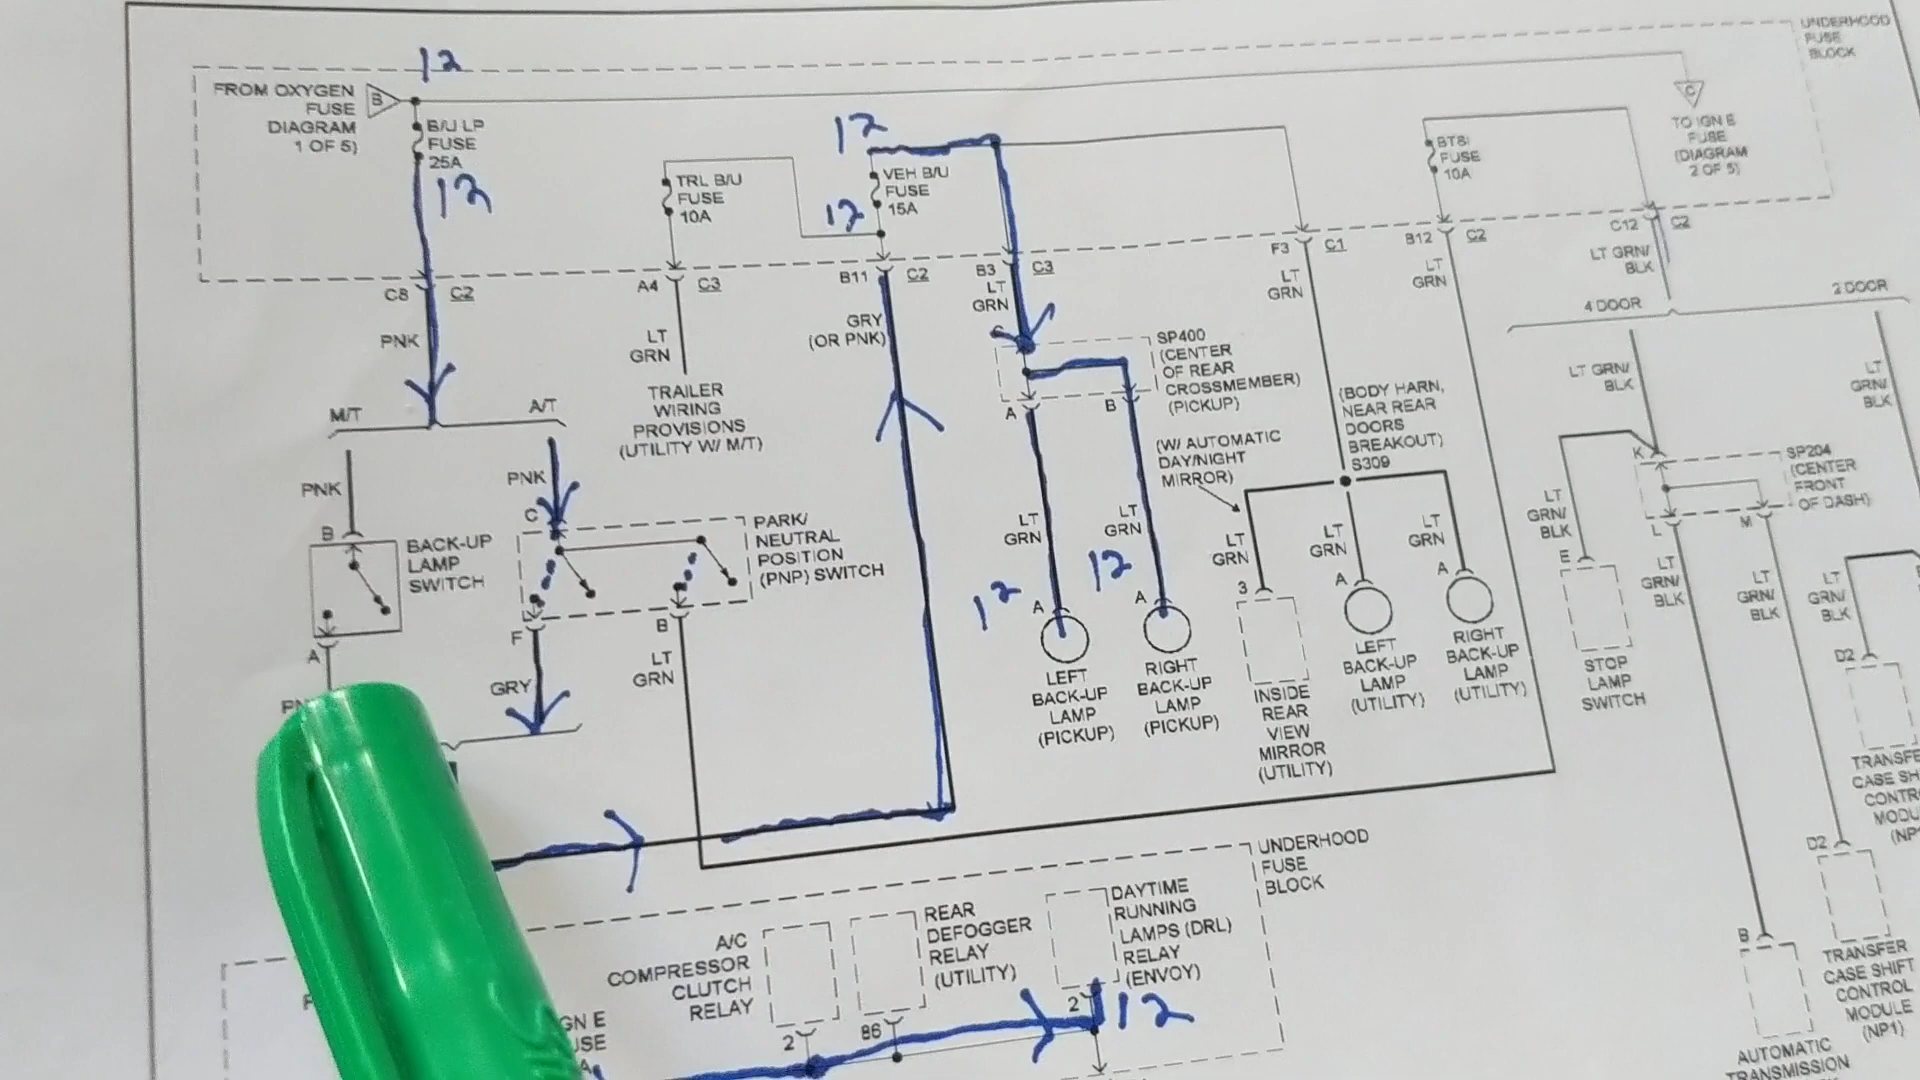 UNDERHOOD
FUSE
BLOCK
12
FROM OXYGEN
FUSE
DIAGRAM
1 OF 5)
B
B/U LP
FUSE
25A
12
TRL B/U
FUSE
10A
12
VEH B/U
FUSE
15A
12
BTSI
FUSE
10A
C
TO IGN E
FUSE
(DIAGRAM
2 OF 5)
C8
C2
A4
C3
B11
C2
B3
C3
F3
C1
B12
C2
C12
C2
PNK
LT
GRN
GRY
(OR PNK)
LT
GRN
LT
GRN
LT
GRN
LT GRN/
BLK
TRAILER
WIRING
PROVISIONS
(UTILITY W/ M/T)
SP400
(CENTER
OF REAR
CROSSMEMBER)
(PICKUP)
A
B
4 DOOR
2 DOOR
M/T
A/T
(W/ AUTOMATIC
DAY/NIGHT
MIRROR)
(BODY HARN,
NEAR REAR
DOORS
BREAKOUT)
S309
LT GRN/
BLK
LT
GRN/
BLK
PNK
PNK
B
BACK-UP
LAMP
SWITCH
A
C
PARK/
NEUTRAL
POSITION
(PNP) SWITCH
F
B
GRY
LT
GRN
LT
GRN
LT
GRN
12
12
A
LEFT
BACK-UP
LAMP
(PICKUP)
A
RIGHT
BACK-UP
LAMP
(PICKUP)
LT
GRN
3
INSIDE
REAR
VIEW
MIRROR
(UTILITY)
LT
GRN
A
LEFT
BACK-UP
LAMP
(UTILITY)
LT
GRN
A
RIGHT
BACK-UP
LAMP
(UTILITY)
K
SP204
(CENTER
FRONT
OF DASH)
L
M
LT
GRN/
BLK
E
STOP
LAMP
SWITCH
LT
GRN/
BLK
LT
GRN/
BLK
LT
GRN/
BLK
D2
D2
B
TRANSFER
CASE SHIFT
CONTROL
MODULE
(NP1)
AUTOMATIC
TRANSMISSION
UNDERHOOD
FUSE
BLOCK
A/C
COMPRESSOR
CLUTCH
RELAY
2
REAR
DEFOGGER
RELAY
(UTILITY)
86
DAYTIME
RUNNING
LAMPS (DRL)
RELAY
(ENVOY)
2
12